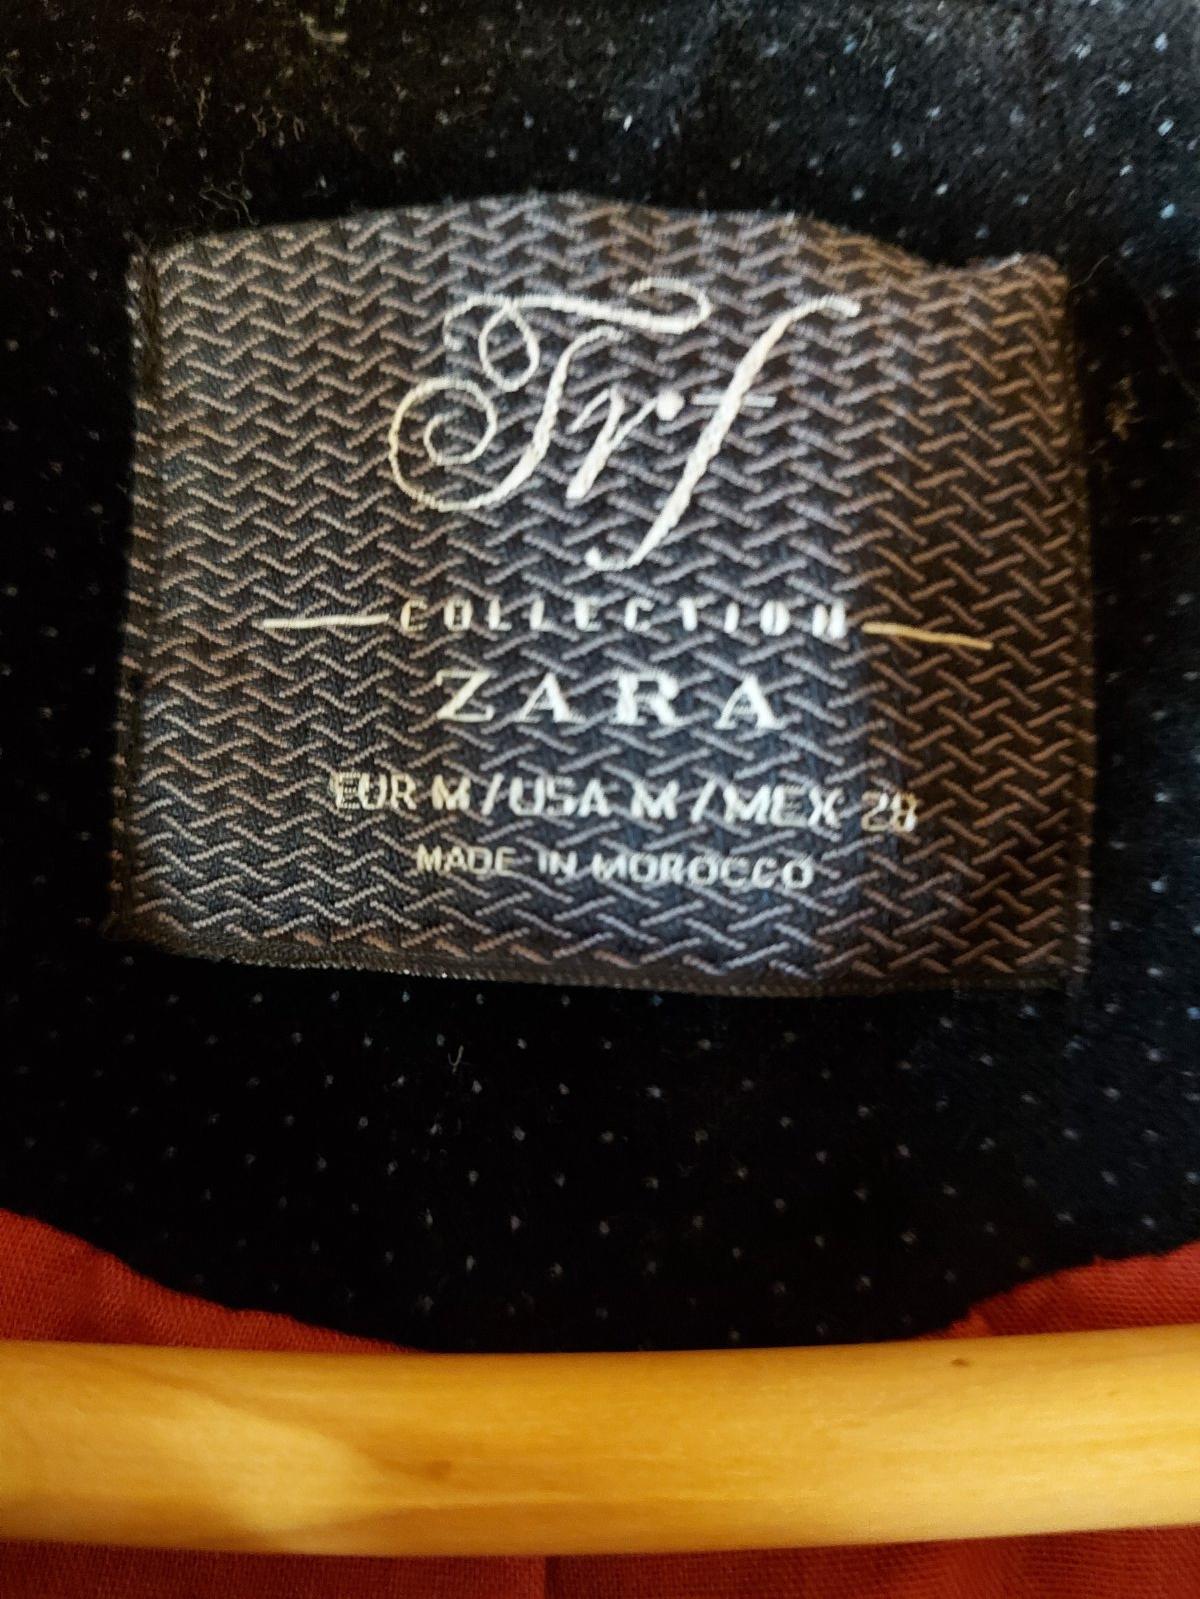 Trf
COLLECTION
ZARA
EUR M / USA M / MEX 28
MADE IN MOROCCO